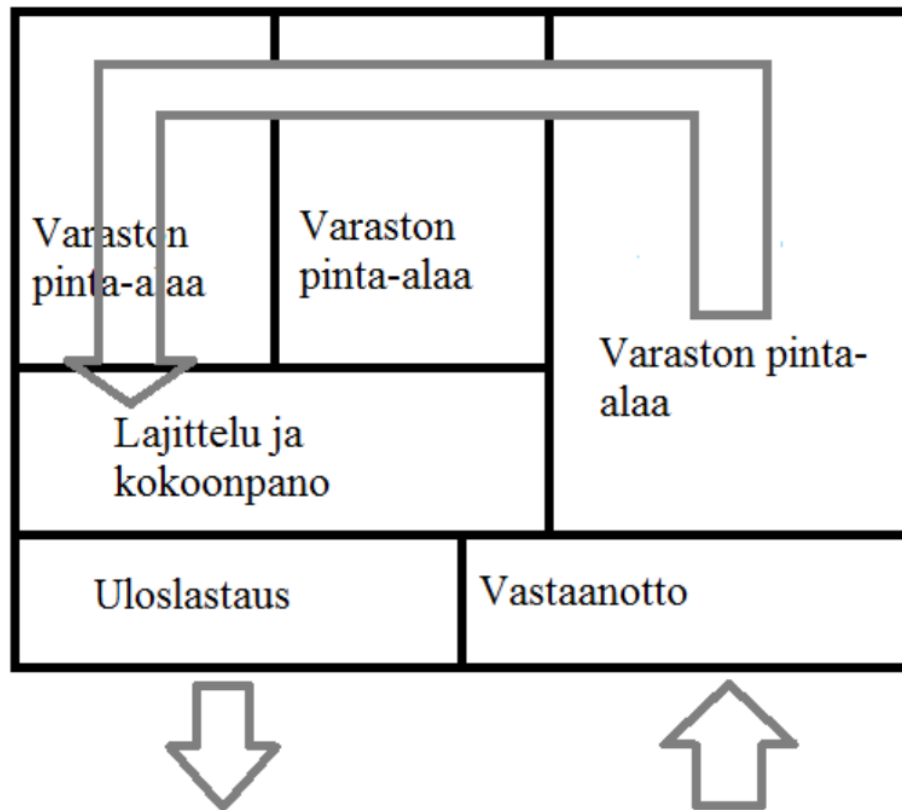 Varaston
pinta-alaa
Varaston
pinta-alaa
Varaston pinta-
alaa
Lajittelu ja
kokoonpano
Uloslastaus
Vastaanotto